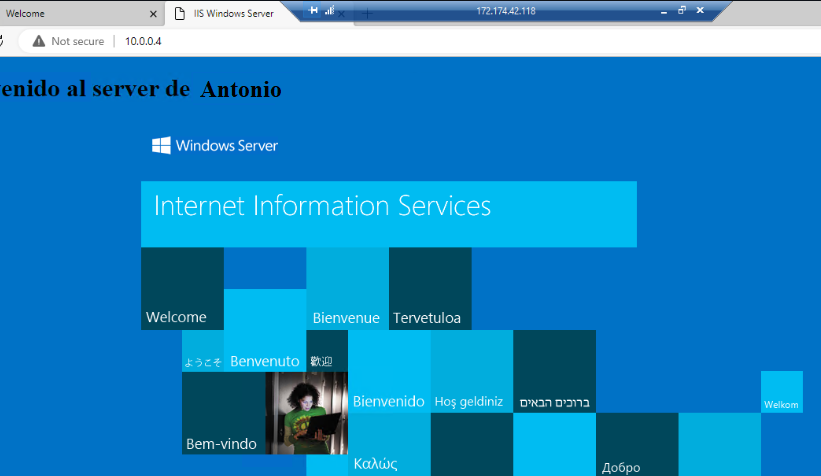 Welcome
IIS Windows Server
172.174.42.118
Not secure
10.0.0.4
enido al server de Antonio
Windows Server
Internet Information Services
Welcome
Bienvenue
Tervetuloa
ようこそ
Benvenuto
歡迎
Bienvenido
Hoş geldiniz
ברוכים הבאים
Welkom
Bem-vindo
Καλώς
Добро